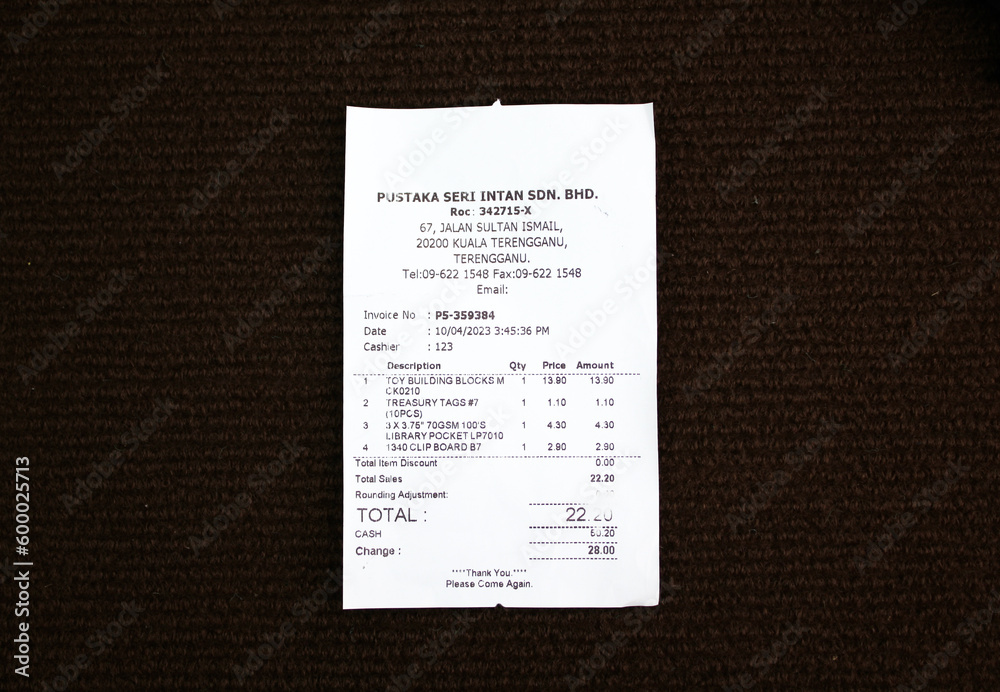 PUSTAKA SERI INTAN SDN. BHD.
Roc: 342715-X
67, JALAN SULTAN ISMAIL,
20200 KUALA TERENGGANU,
TERENGGANU.
Tel:09-622 1548 Fax:09-622 1548
Email:
Invoice No : P5-359384
Date : 10/04/2023 3:45:36 PM
Cashier : 123
Description Qty Price Amount
1 TOY BUILDING BLOCKS M 1 13.90 13.90
CK0210
2 TREASURY TAGS #7 1 1.10 1.10
(10PCS)
3 3 X 3.75" 70GSM 100'S 1 4.30 4.30
LIBRARY POCKET LP7010
4 1340 CLIP BOARD B7 1 2.90 2.90
Total Item Discount 0.00
Total Sales 22.20
Rounding Adjustment:
TOTAL : 22.20
CASH 50.20
Change : 28.00
****Thank You.****
Please Come Again.
Adobe Stock | #600025713